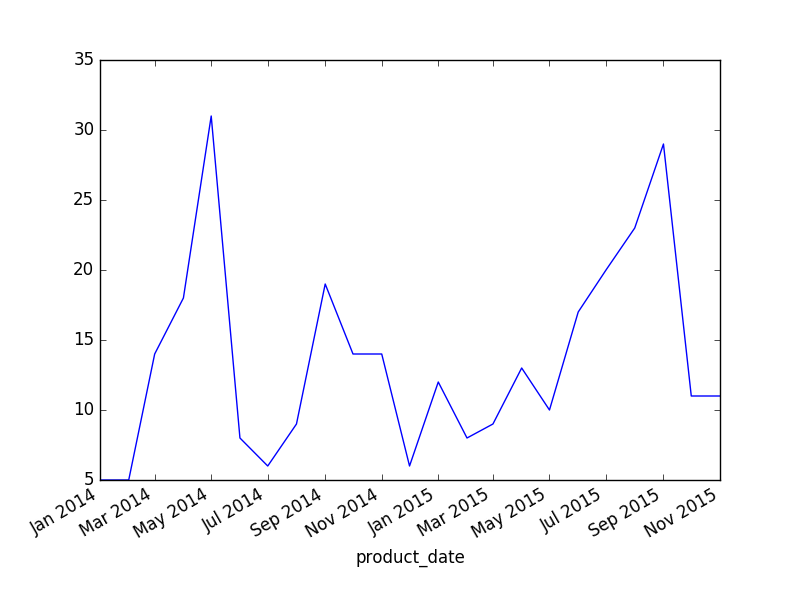 35
30
25
20
15
10
5
Jan 2014
Mar 2014
May 2014
Jul 2014
Sep 2014
Nov 2014
Jan 2015
Mar 2015
May 2015
Jul 2015
Sep 2015
Nov 2015
product_date